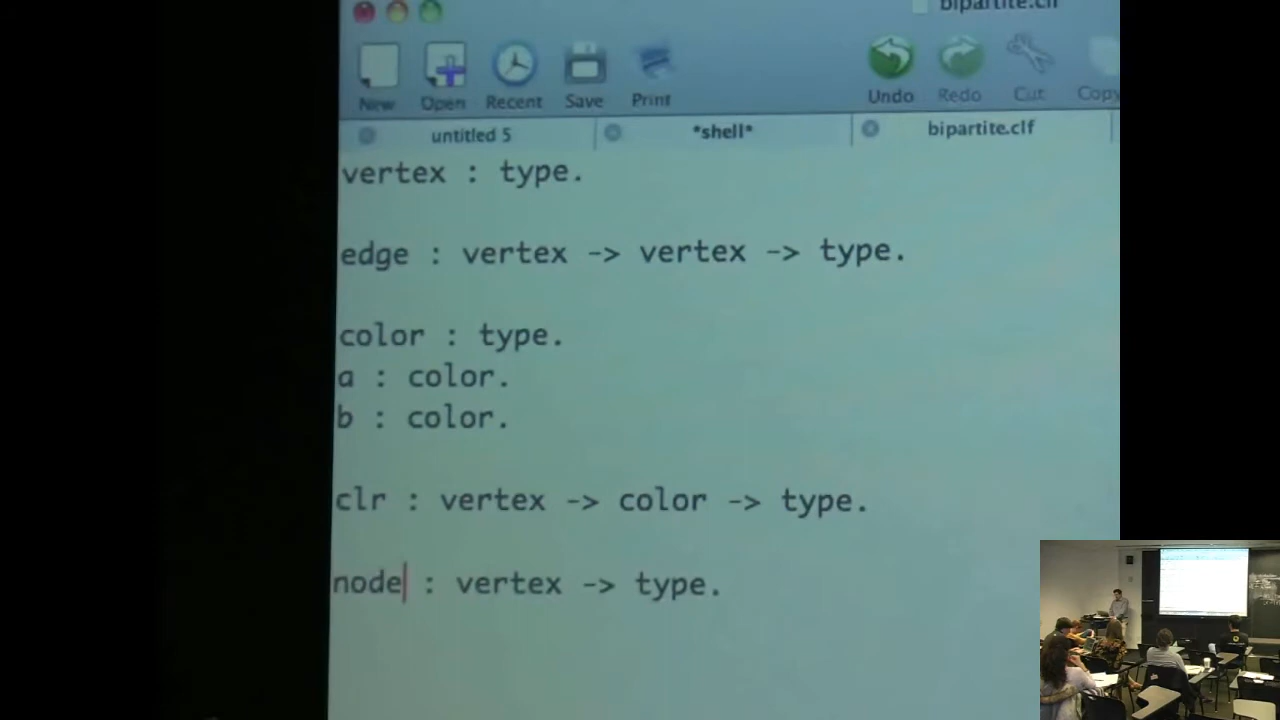 bipartite.clf
New Open Recent Save Print Undo Redo Cut Copy
untitled 5 *shell* bipartite.clf
vertex : type.
edge : vertex -> vertex -> type.
color : type.
a : color.
b : color.
clr : vertex -> color -> type.
node : vertex -> type.